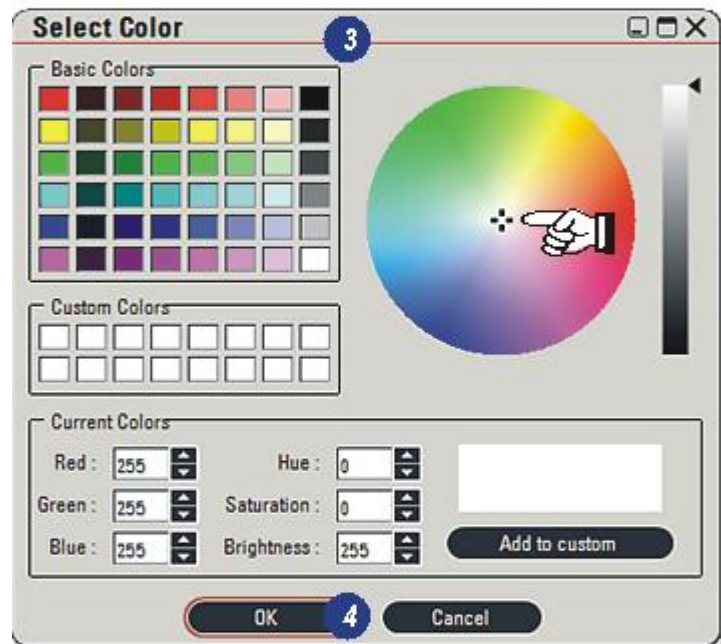 Select Color
3
Basic Colors
Custom Colors
Current Colors
Red : 255 Hue : 0
Green : 255 Saturation : 0
Blue : 255 Brightness : 255 Add to custom
OK 4 Cancel